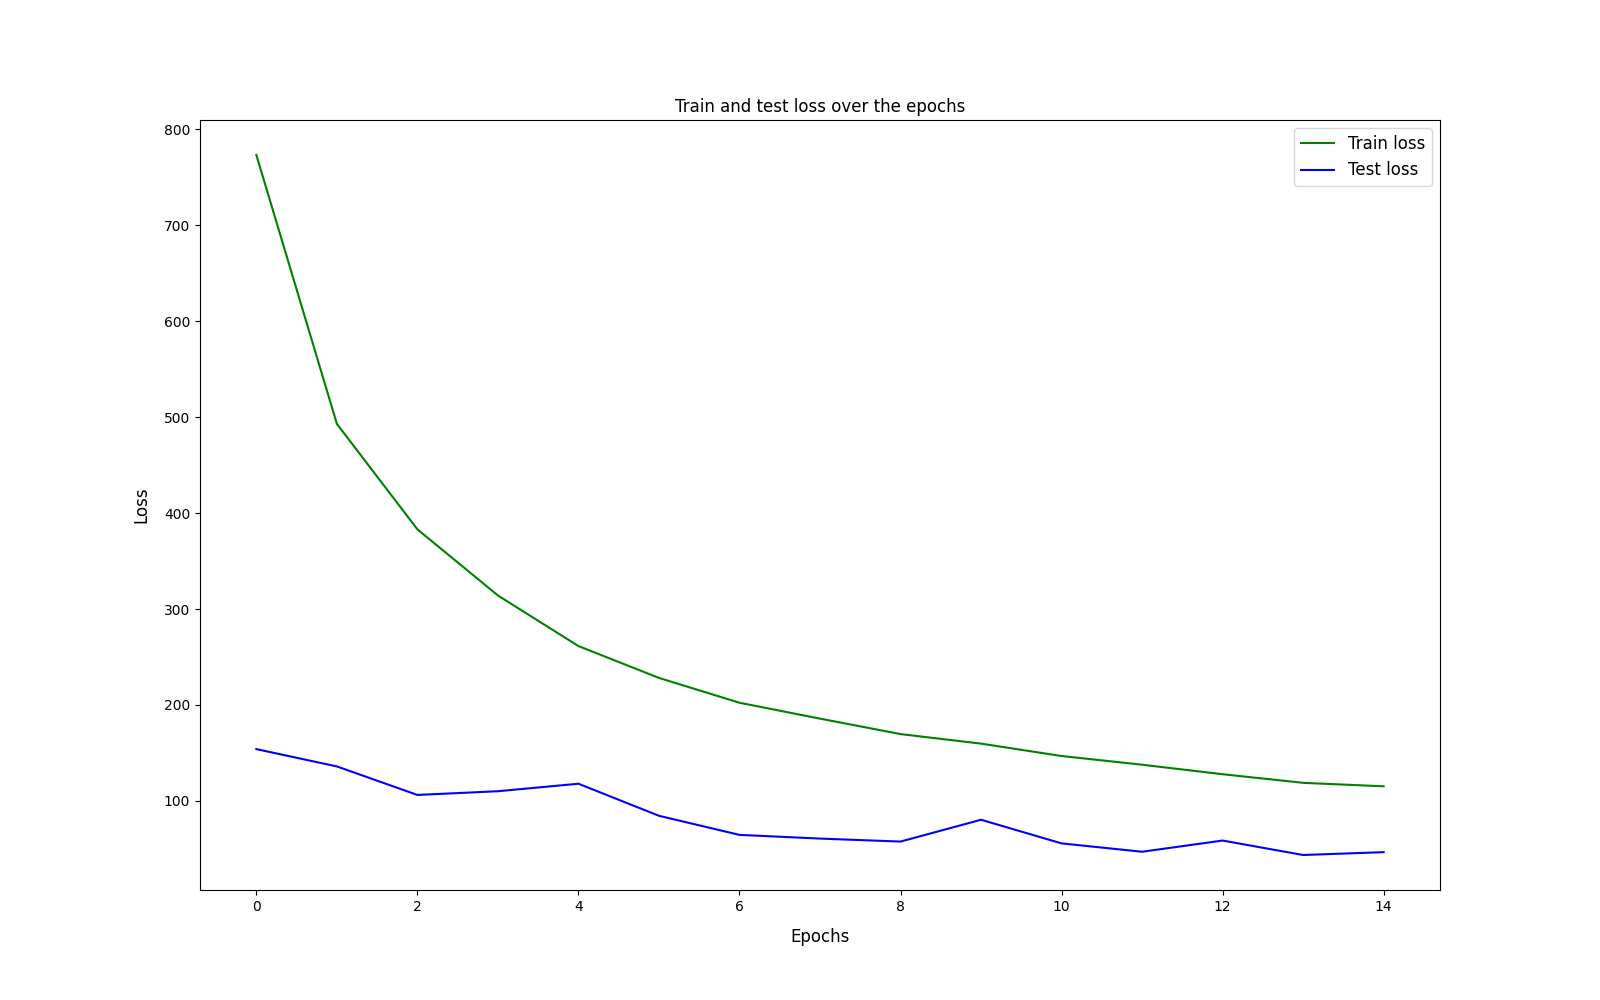 Train and test loss over the epochs
800
700
600
500
400
300
200
100
Loss
Train loss
Test loss
0 2 4 6 8 10 12 14
Epochs